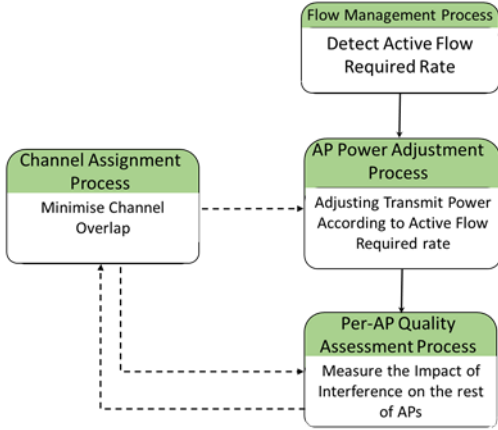 Flow Management Process
Detect Active Flow
Required Rate
Channel Assignment
Process
Minimise Channel
Overlap
AP Power Adjustment
Process
Adjusting Transmit Power
According to Active Flow
Required rate
Per-AP Quality
Assessment Process
Measure the Impact of
Interference on the rest
of APs